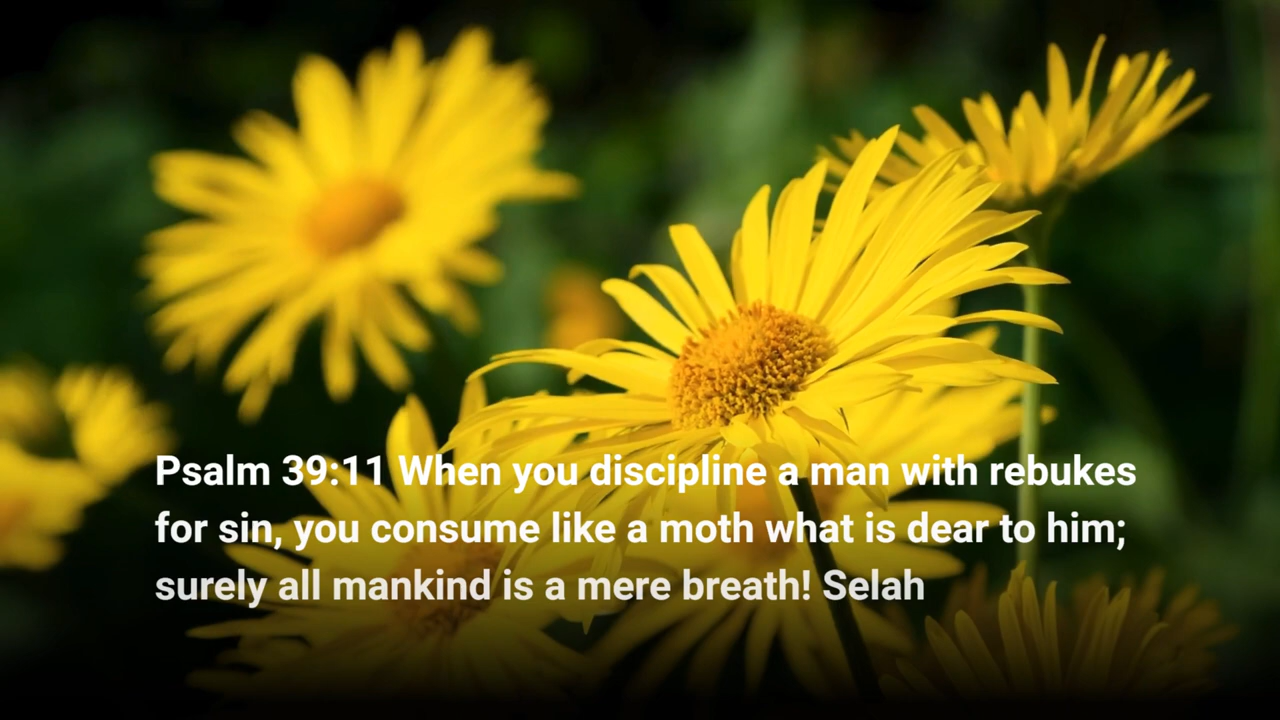 Psalm 39:11 When you discipline a man with rebukes
for sin, you consume like a moth what is dear to him;
surely all mankind is a mere breath! Selah